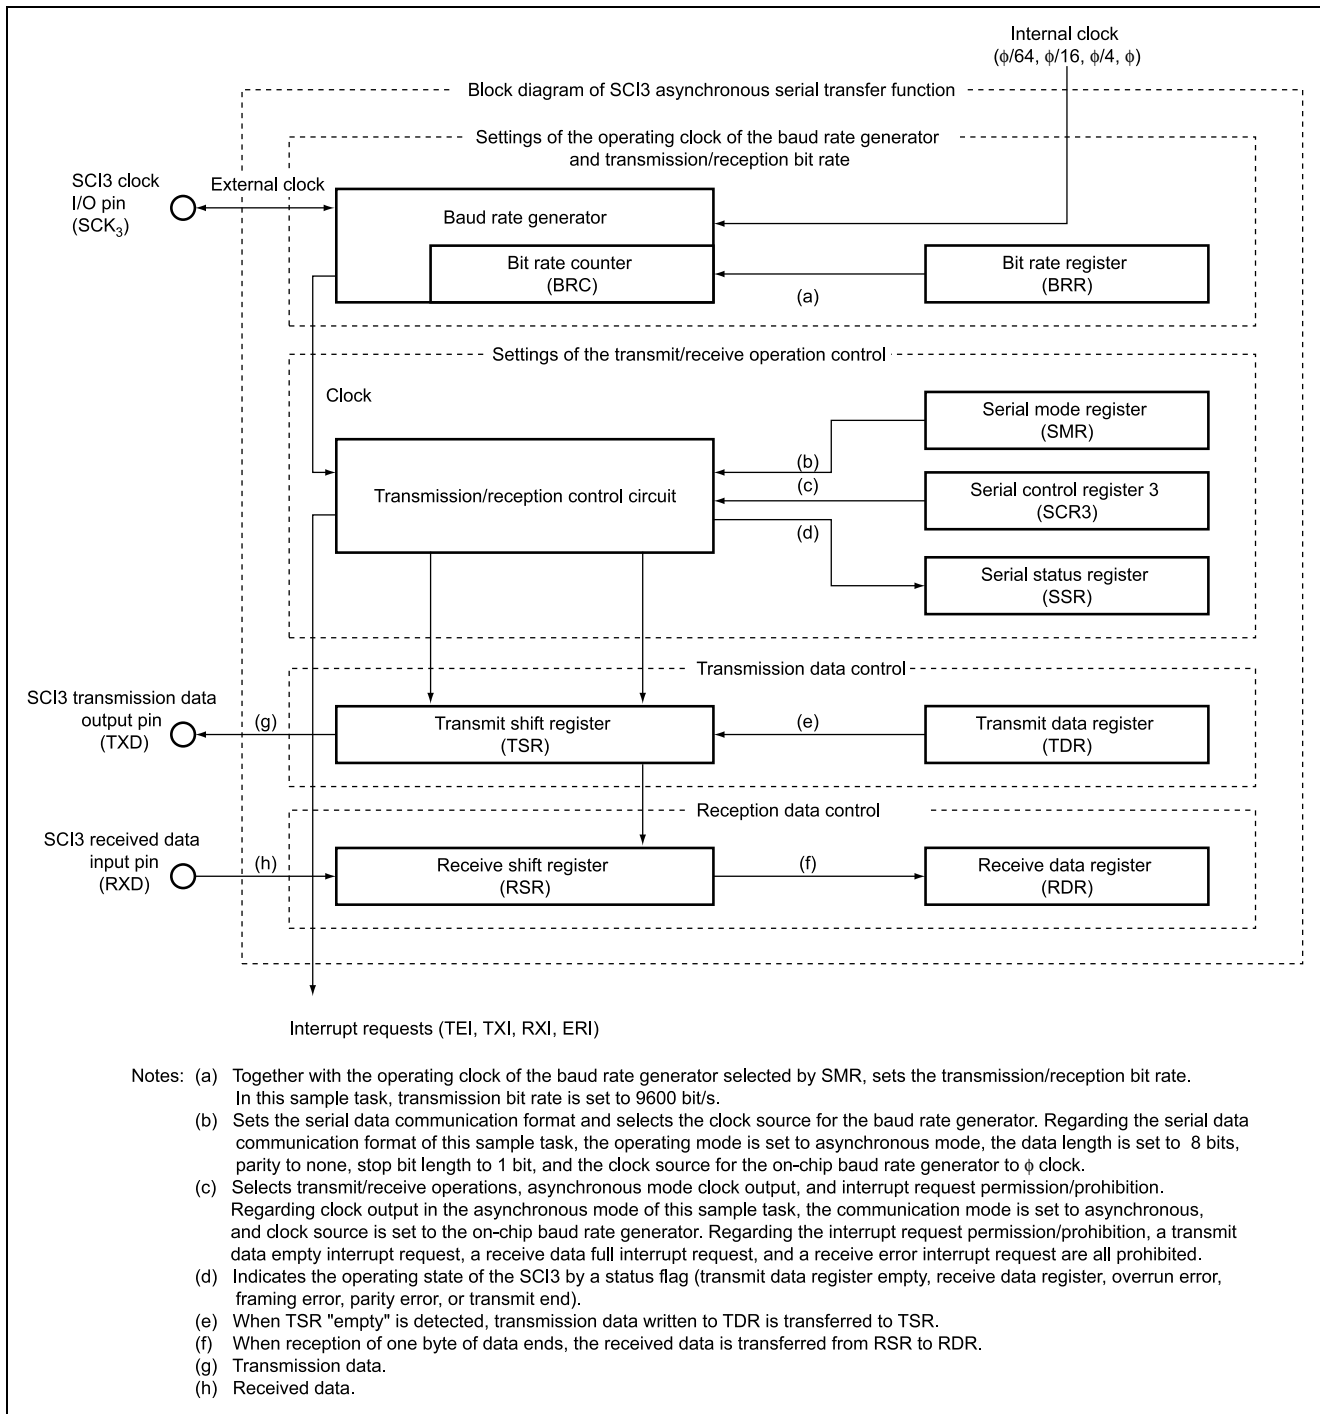 Internal clock
(ϕ/64, ϕ/16, ϕ/4, ϕ)
Block diagram of SCI3 asynchronous serial transfer function
Settings of the operating clock of the baud rate generator
and transmission/reception bit rate
SCI3 clock
I/O pin
(SCK3)
External clock
Baud rate generator
Bit rate counter
(BRC)
(a)
Bit rate register
(BRR)
Settings of the transmit/receive operation control
Clock
Transmission/reception control circuit
(b)
(c)
(d)
Serial mode register
(SMR)
Serial control register 3
(SCR3)
Serial status register
(SSR)
Transmission data control
SCI3 transmission data
output pin
(TXD)
(g)
Transmit shift register
(TSR)
(e)
Transmit data register
(TDR)
Reception data control
SCI3 received data
input pin
(RXD)
(h)
Receive shift register
(RSR)
(f)
Receive data register
(RDR)
Interrupt requests (TEI, TXI, RXI, ERI)
Notes: (a) Together with the operating clock of the baud rate generator selected by SMR, sets the transmission/reception bit rate.
In this sample task, transmission bit rate is set to 9600 bit/s.
(b) Sets the serial data communication format and selects the clock source for the baud rate generator. Regarding the serial data
communication format of this sample task, the operating mode is set to asynchronous mode, the data length is set to 8 bits,
parity to none, stop bit length to 1 bit, and the clock source for the on-chip baud rate generator to ϕ clock.
(c) Selects transmit/receive operations, asynchronous mode clock output, and interrupt request permission/prohibition.
Regarding clock output in the asynchronous mode of this sample task, the communication mode is set to asynchronous,
and clock source is set to the on-chip baud rate generator. Regarding the interrupt request permission/prohibition, a transmit
data empty interrupt request, a receive data full interrupt request, and a receive error interrupt request are all prohibited.
(d) Indicates the operating state of the SCI3 by a status flag (transmit data register empty, receive data register, overrun error,
framing error, parity error, or transmit end).
(e) When TSR "empty" is detected, transmission data written to TDR is transferred to TSR.
(f) When reception of one byte of data ends, the received data is transferred from RSR to RDR.
(g) Transmission data.
(h) Received data.